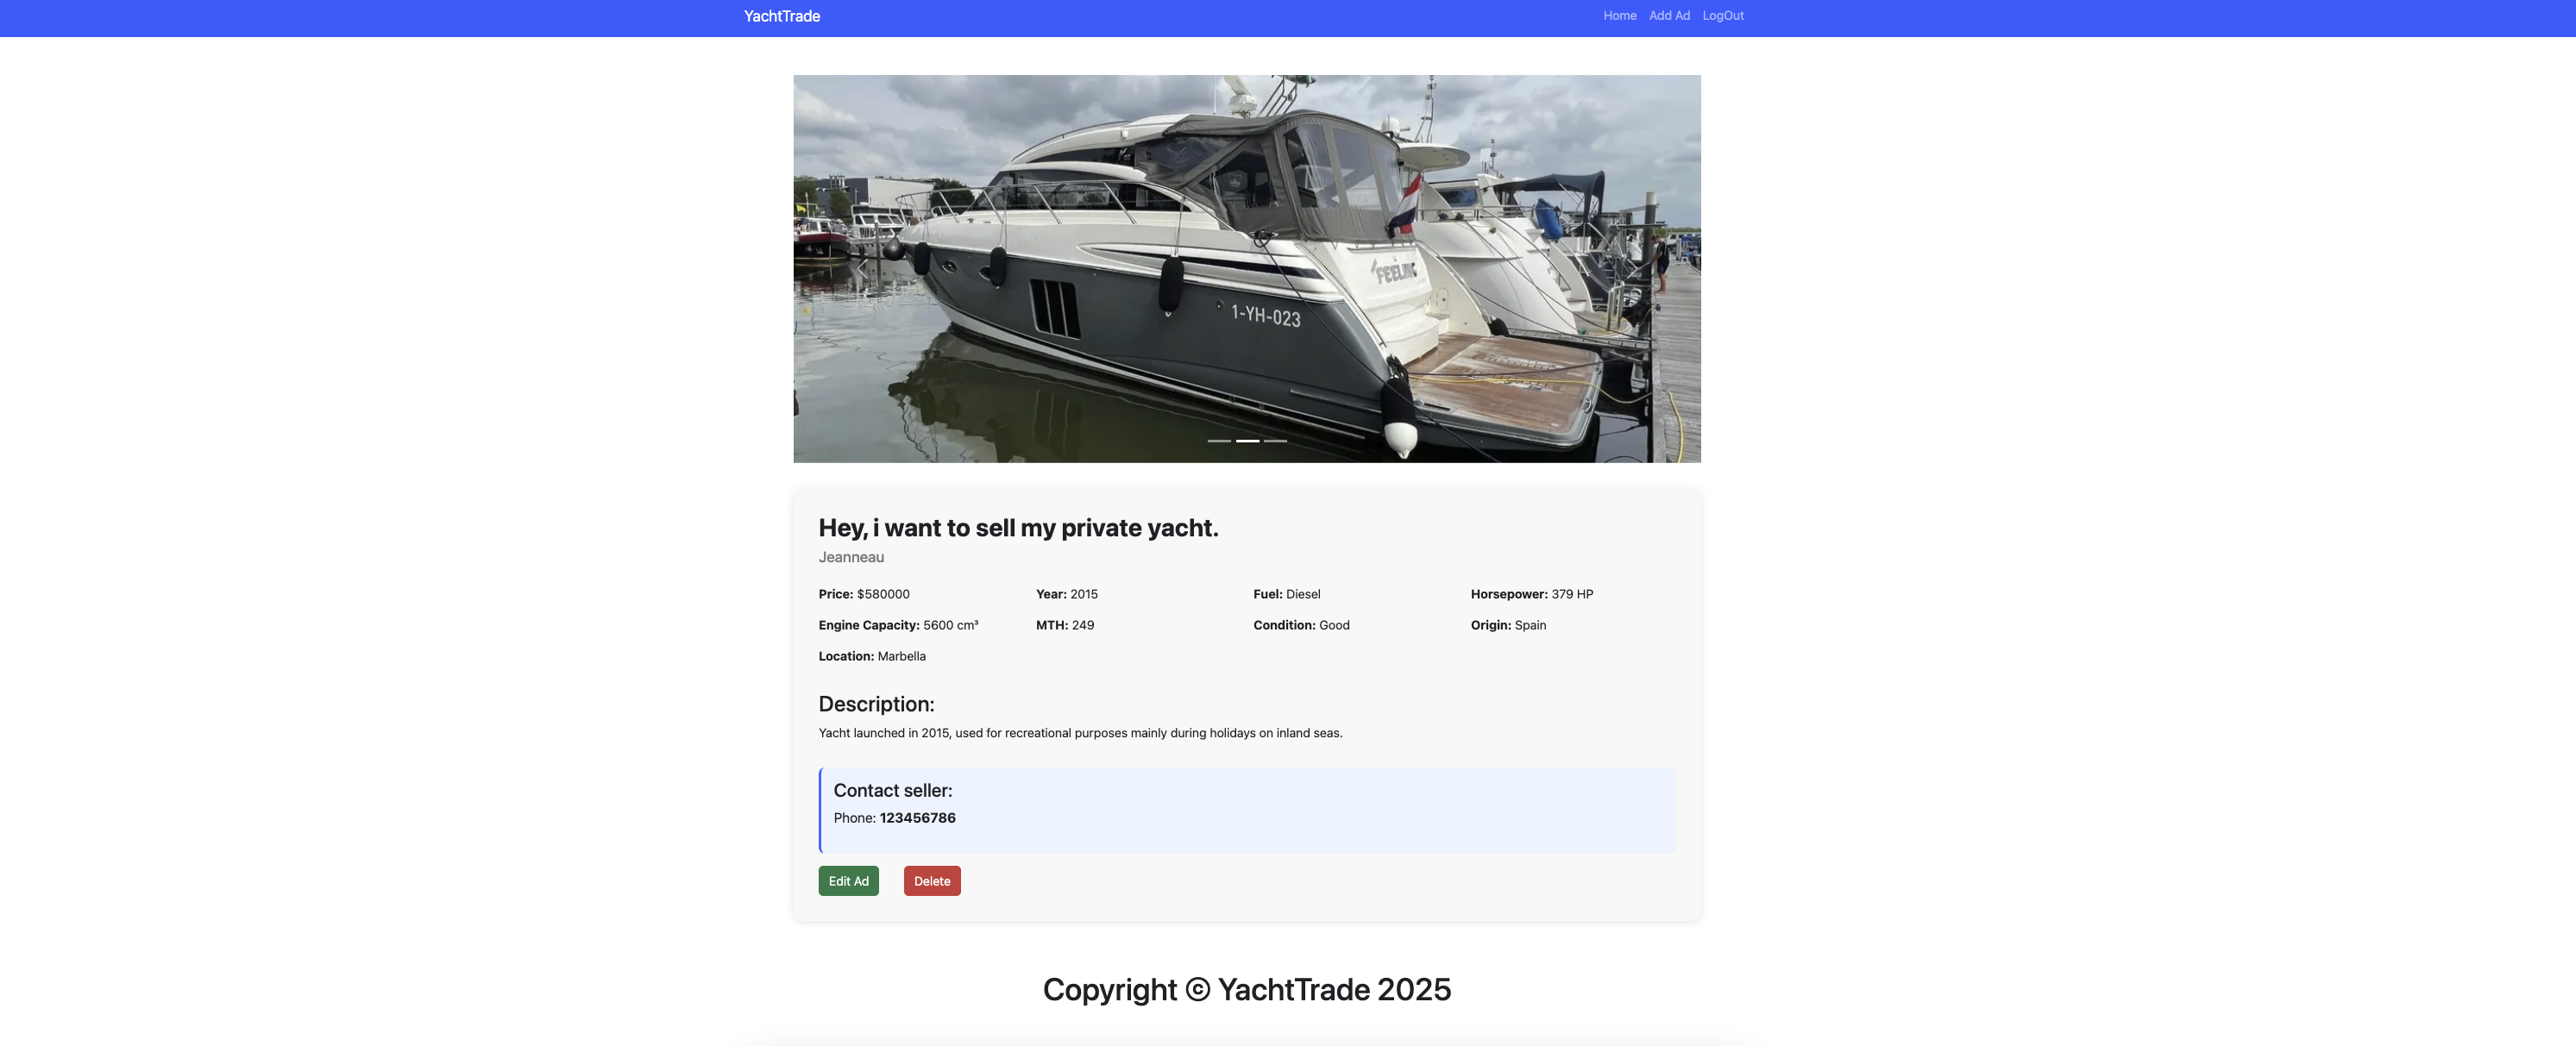 YachtTrade Home Add Ad LogOut
FEELIN
1-YH-023
Hey, i want to sell my private yacht.
Jeanneau
Price: $580000 Year: 2015 Fuel: Diesel Horsepower: 379 HP
Engine Capacity: 5600 cm³ MTH: 249 Condition: Good Origin: Spain
Location: Marbella
Description:
Yacht launched in 2015, used for recreational purposes mainly during holidays on inland seas.
Contact seller:
Phone: 123456786
Edit Ad Delete
Copyright © YachtTrade 2025